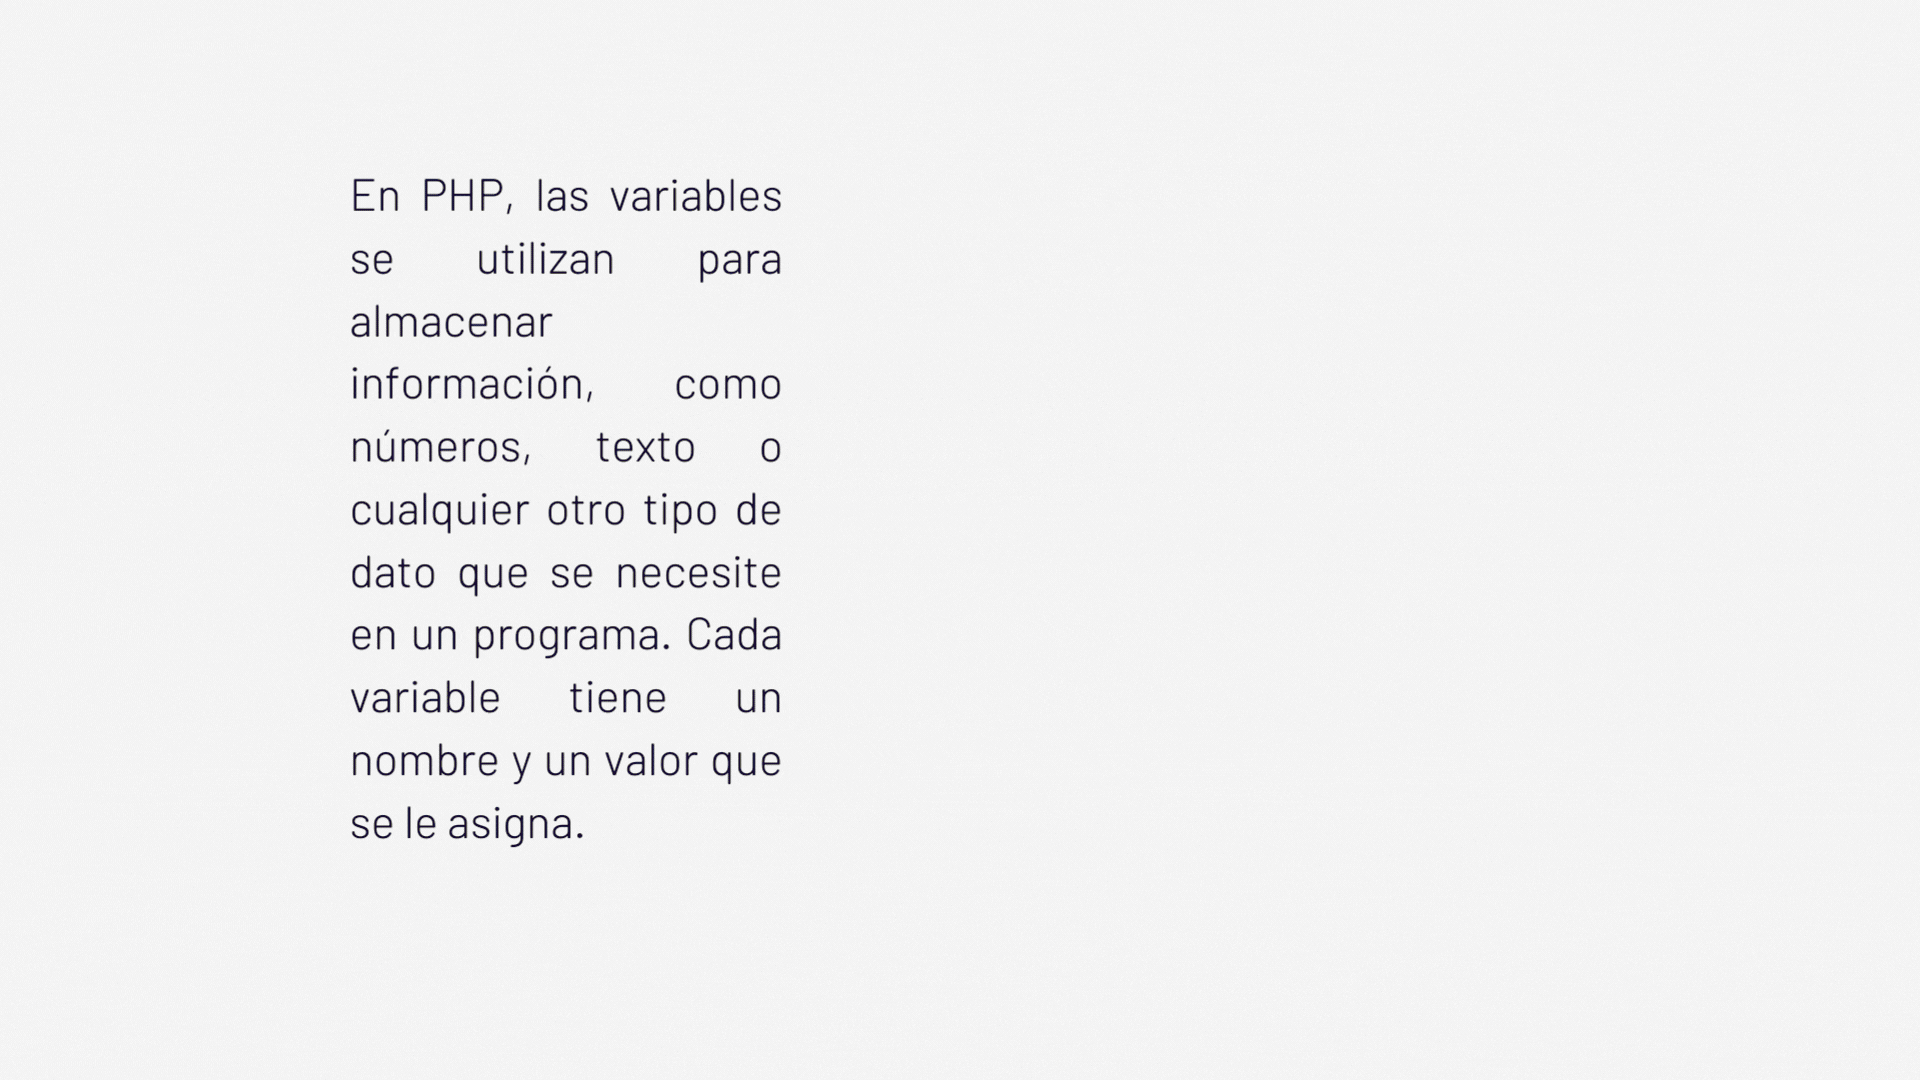 En PHP, las variables
se utilizan para
almacenar
información, como
números, texto o
cualquier otro tipo de
dato que se necesite
en un programa. Cada
variable tiene un
nombre y un valor que
se le asigna.